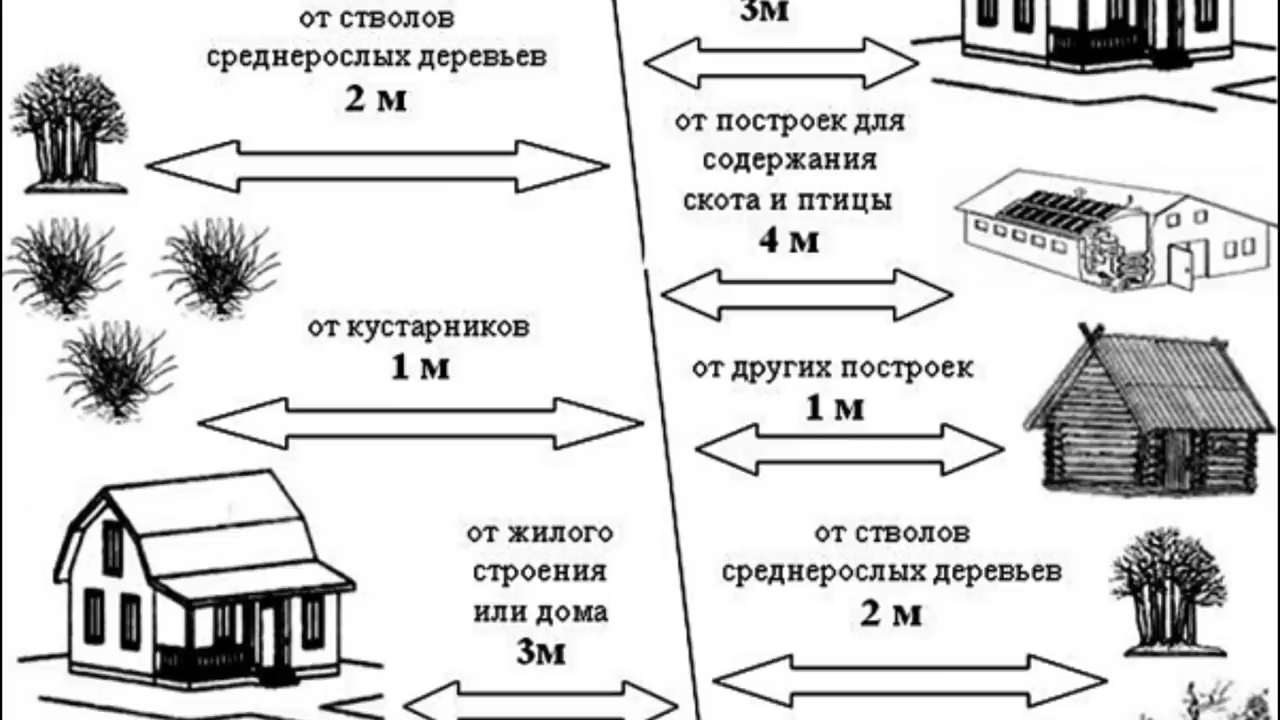 от стволов
среднерослых деревьев
2 м
от кустарников
1 м
от жилого
строения
или дома
3м
3м
от построек для
содержания
скота и птицы
4 м
от других построек
1 м
от стволов
среднерослых деревьев
2 м